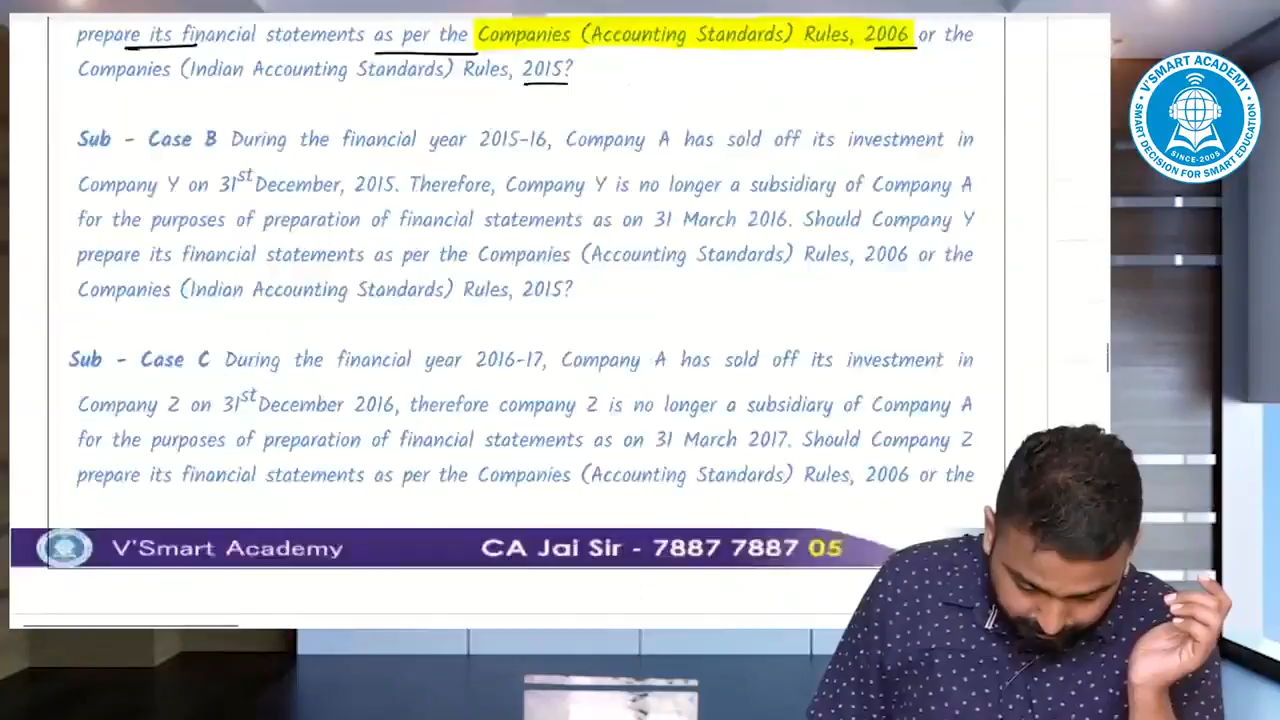 prepare its financial statements as per the Companies (Accounting Standards) Rules, 2006 or the
Companies (Indian Accounting Standards) Rules, 2015?
Sub - Case B During the financial year 2015-16, Company A has sold off its investment in
Company Y on 31st December, 2015. Therefore, Company Y is no longer a subsidiary of Company A
for the purposes of preparation of financial statements as on 31 March 2016. Should Company Y
prepare its financial statements as per the Companies (Accounting Standards) Rules, 2006 or the
Companies (Indian Accounting Standards) Rules, 2015?
Sub - Case C During the financial year 2016-17, Company A has sold off its investment in
Company Z on 31st December 2016, therefore company Z is no longer a subsidiary of Company A
for the purposes of preparation of financial statements as on 31 March 2017. Should Company Z
prepare its financial statements as per the Companies (Accounting Standards) Rules, 2006 or the
V'Smart Academy
CA Jai Sir - 7887 7887 05
V'SMART ACADEMY
SINCE-2005
SMART DECISION FOR SMART EDUCATION